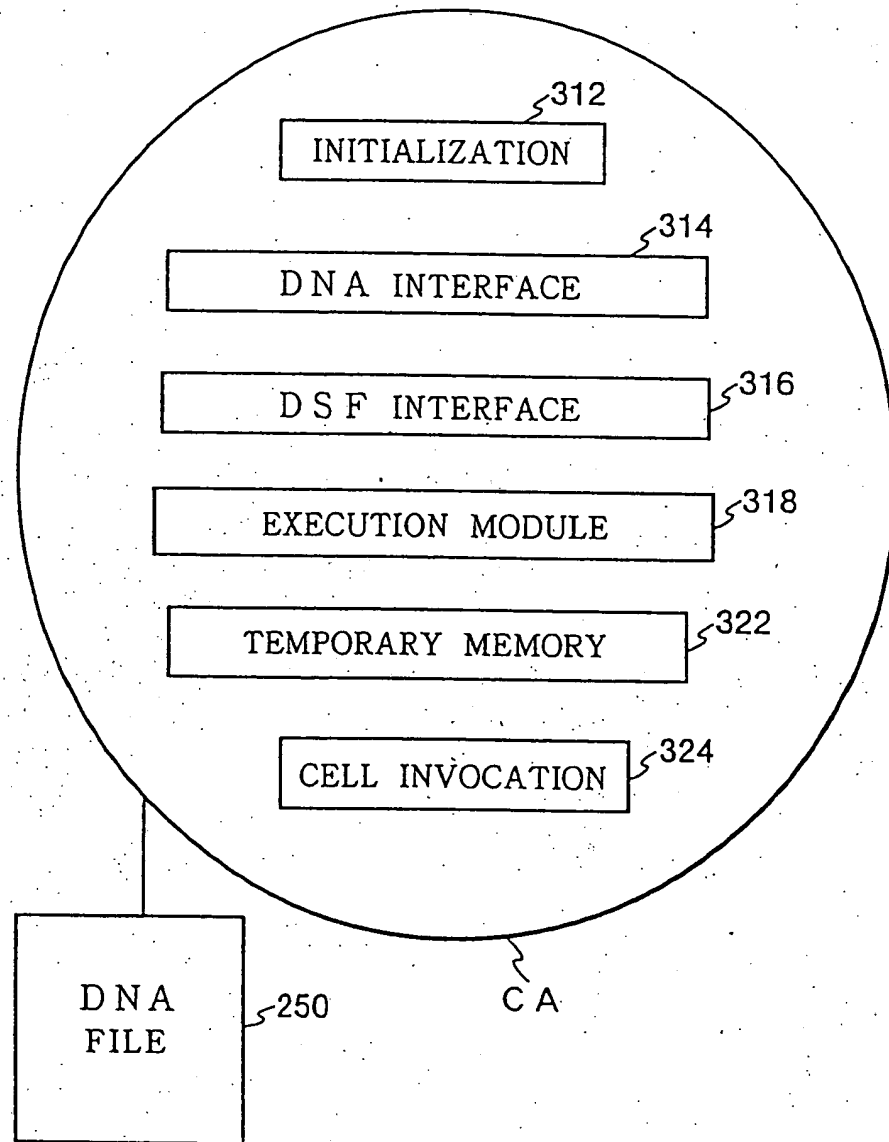 312
INITIALIZATION
314
DNA INTERFACE
316
DSF INTERFACE
318
EXECUTION MODULE
322
TEMPORARY MEMORY
324
CELL INVOCATION
CA
DNA
FILE
250